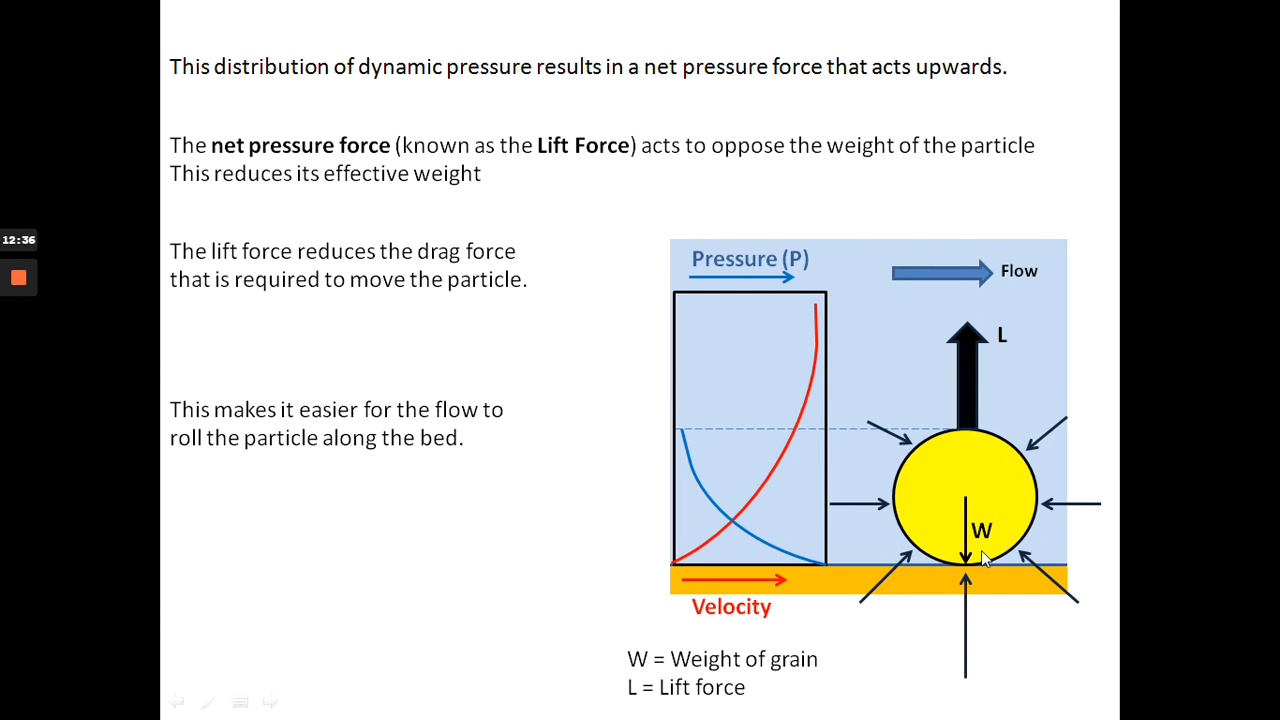 This distribution of dynamic pressure results in a net pressure force that acts upwards.
The net pressure force (known as the Lift Force) acts to oppose the weight of the particle
This reduces its effective weight
12:36
The lift force reduces the drag force
that is required to move the particle.
This makes it easier for the flow to
roll the particle along the bed.
Pressure (P)
Flow
L
W
Velocity
W = Weight of grain
L = Lift force